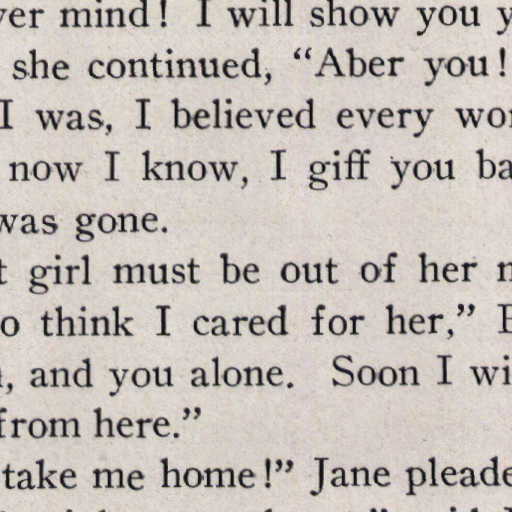 ver mind! I will show you y
she continued, “Aber you!
I was, I believed every wor
now I know, I giff you ba
was gone.
t girl must be out of her
o think I cared for her,”
, and you alone. Soon I wi
from here.”
take me home!” Jane pleade